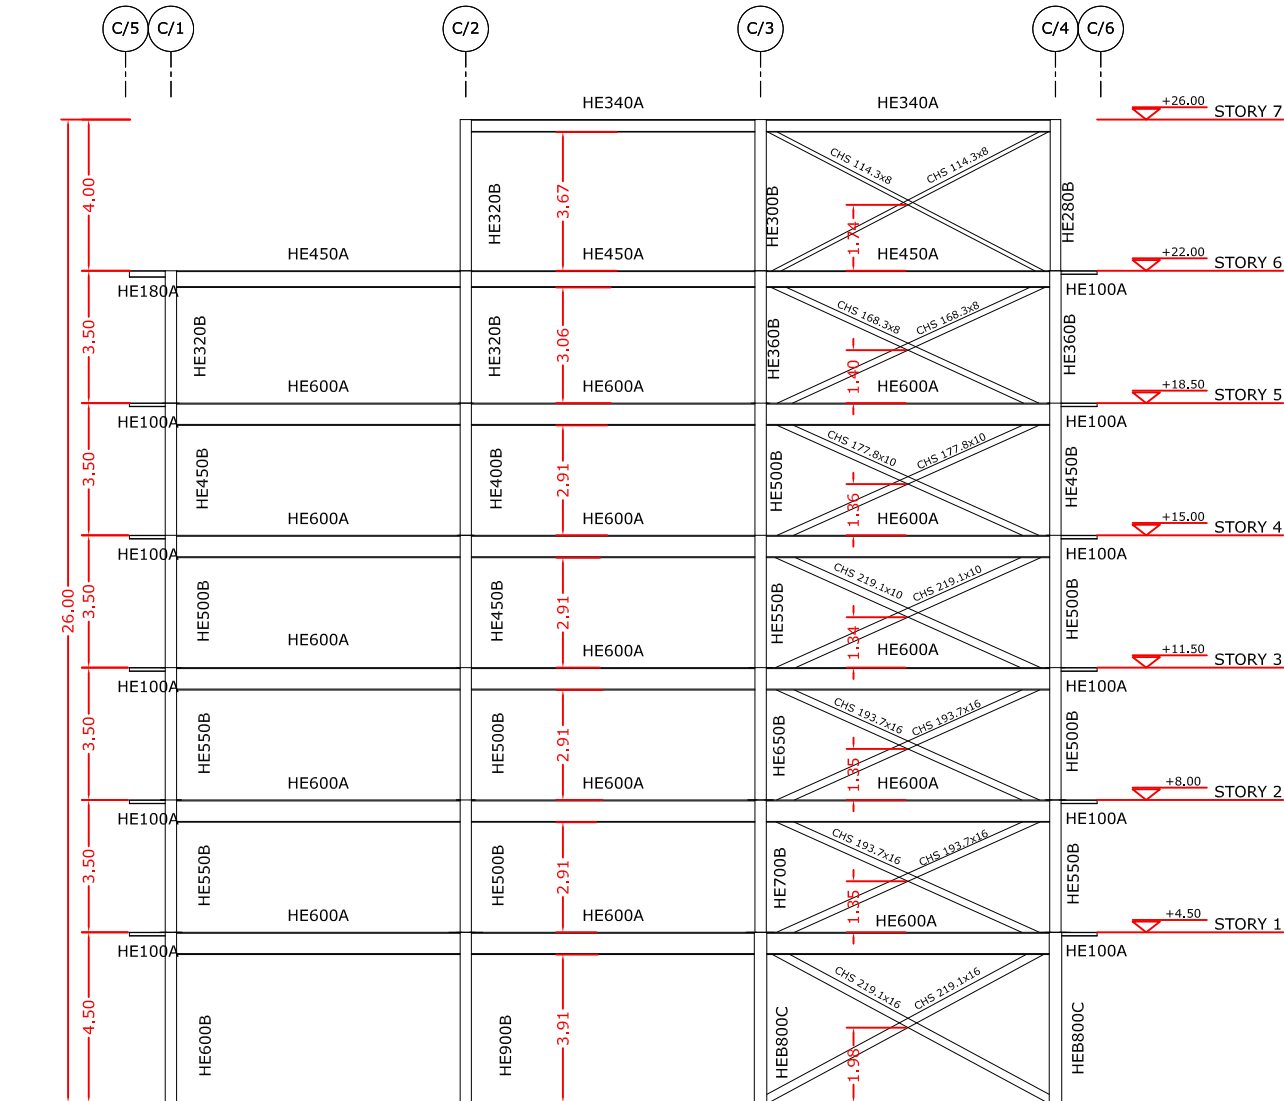 C/5 C/1 C/2 C/3 C/4 C/6
HE340A HE340A
+26.00 STORY 7
4.00
HE320B
3.67
HE300B
CHS 114.3x8 CHS 114.3x8
1.74
HE280B
HE450A HE450A HE450A
+22.00 STORY 6
HE180A HE100A
3.50
HE320B
HE320B
3.06
HE360B
CHS 168.3x8 CHS 168.3x8
1.40
HE360B
HE600A HE600A HE600A
+18.50 STORY 5
HE100A HE100A
3.50
HE450B
HE400B
2.91
HE500B
CHS 177.8x10 CHS 177.8x10
1.36
HE450B
HE600A HE600A HE600A
+15.00 STORY 4
HE100A HE100A
26.00
3.50
HE500B
HE450B
2.91
HE550B
CHS 219.1x10 CHS 219.1x10
1.34
HE500B
HE600A HE600A HE600A
+11.50 STORY 3
HE100A HE100A
3.50
HE550B
HE500B
2.91
HE650B
CHS 193.7x16 CHS 193.7x16
1.35
HE500B
HE600A HE600A HE600A
+8.00 STORY 2
HE100A HE100A
3.50
HE550B
HE500B
2.91
HE700B
CHS 193.7x16 CHS 193.7x16
1.35
HE550B
HE600A HE600A HE600A
+4.50 STORY 1
HE100A HE100A
4.50
HE600B
HE900B
3.91
HEB800C
CHS 219.1x16 CHS 219.1x16
1.98
HEB800C